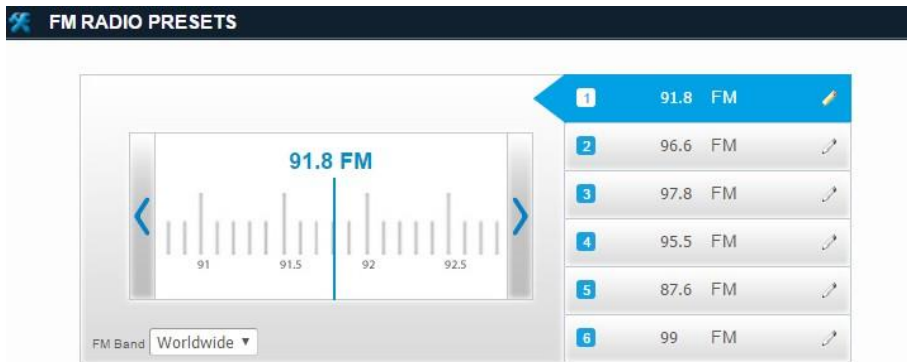 FM RADIO PRESETS
91.8 FM
91 91.5 92 92.5
FM Band Worldwide
1 91.8 FM
2 96.6 FM
3 97.8 FM
4 95.5 FM
5 87.6 FM
6 99 FM